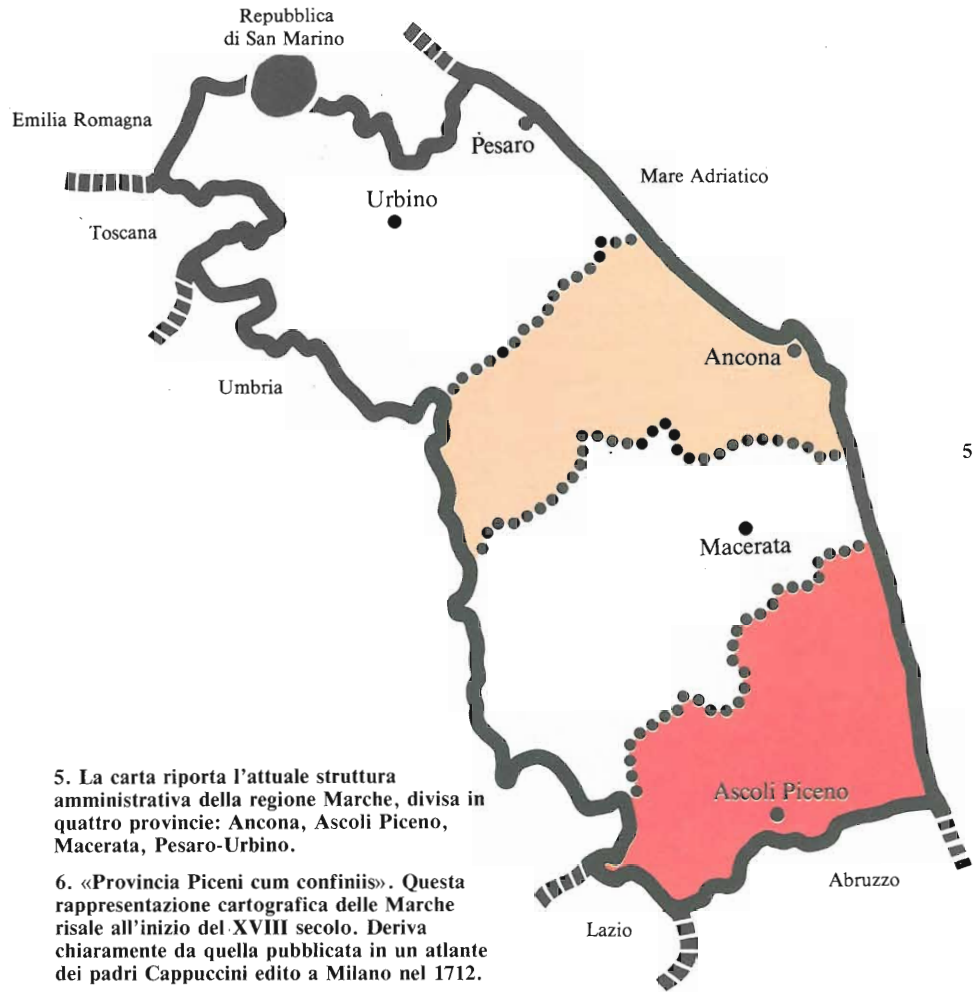 Repubblica
di San Marino
Emilia Romagna
Pesaro
Mare Adriatico
Urbino
Toscana
Ancona
Umbria
5
Macerata
5. La carta riporta l'attuale struttura
amministrativa della regione Marche, divisa in
quattro provincie: Ancona, Ascoli Piceno,
Macerata, Pesaro-Urbino.
Ascoli Piceno
6. «Provincia Piceni cum confiniis». Questa
rappresentazione cartografica delle Marche
risale all'inizio del XVIII secolo. Deriva
chiaramente da quella pubblicata in un atlante
dei padri Cappuccini edito a Milano nel 1712.
Abruzzo
Lazio